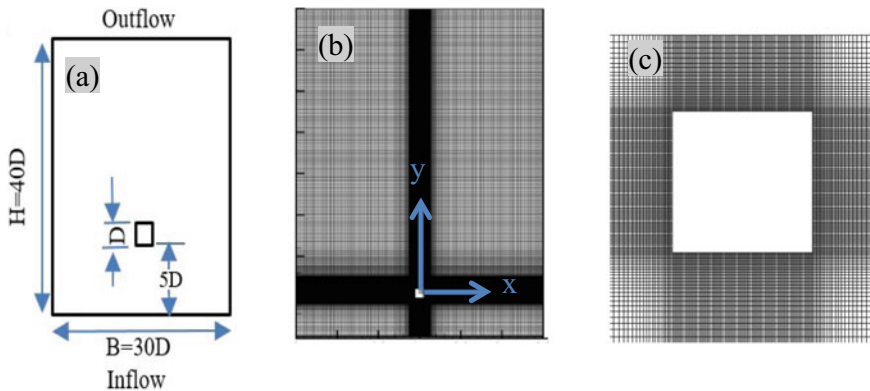 Outflow
(a)
H=40D
D
5D
B=30D
Inflow
(b)
y
x
(c)